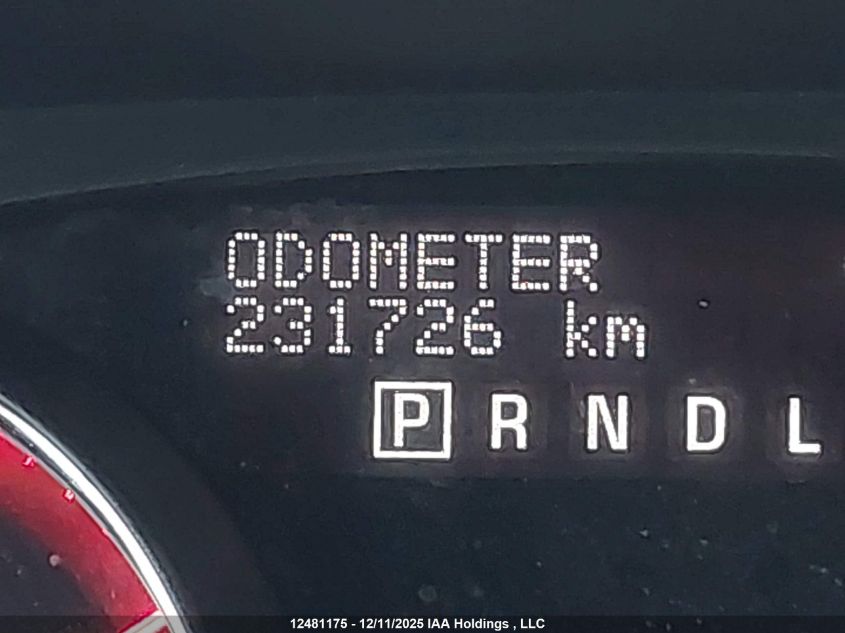 ODOMETER
231726 km
P R N D L
12481175 - 12/11/2025 IAA Holdings , LLC